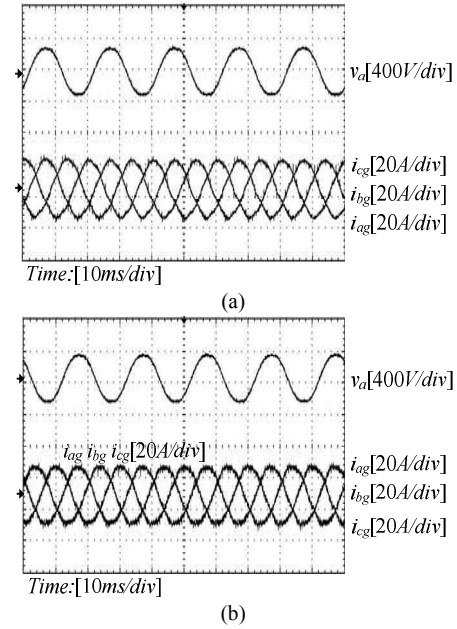 v_a[400V/div]
i_cg[20A/div]
i_bg[20A/div]
i_ag[20A/div]
Time:[10ms/div]
(a)
v_a[400V/div]
i_ag i_bg i_cg[20A/div]
i_ag[20A/div]
i_bg[20A/div]
i_cg[20A/div]
Time:[10ms/div]
(b)